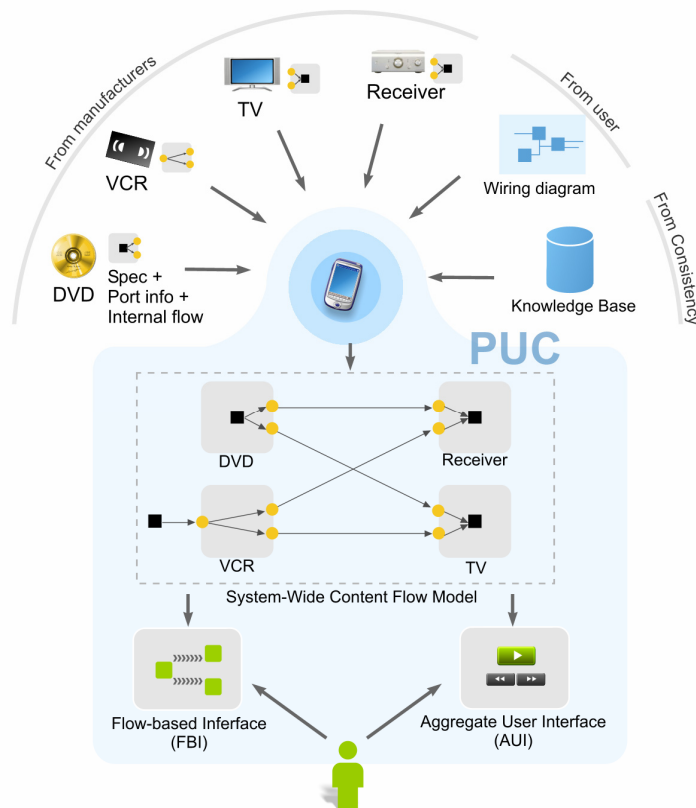 From manufacturers
From user
From Consistency
TV
Receiver
VCR
Wiring diagram
DVD
Spec +
Port info +
Internal flow
Knowledge Base
PUC
DVD
Receiver
VCR
TV
System-Wide Content Flow Model
Flow-based Inferface
(FBI)
Aggregate User Interface
(AUI)